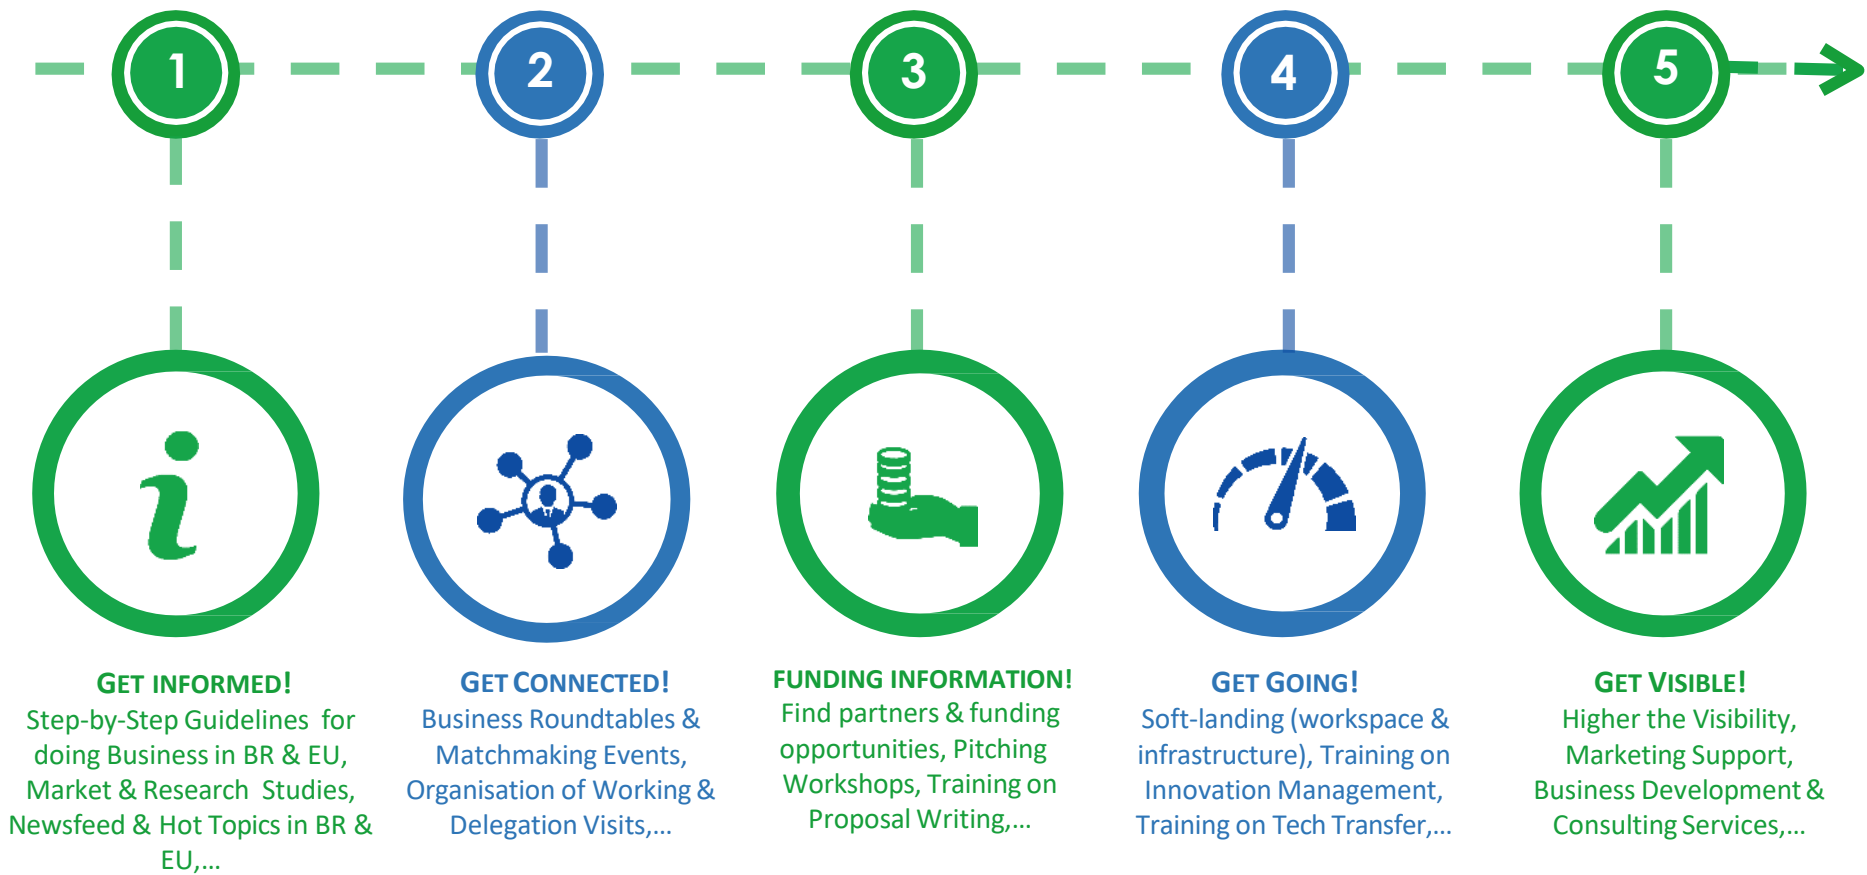 1
2
3
4
5
GET INFORMED!
Step-by-Step Guidelines for
doing Business in BR & EU,
Market & Research Studies,
Newsfeed & Hot Topics in BR &
EU,...
GET CONNECTED!
Business Roundtables &
Matchmaking Events,
Organisation of Working &
Delegation Visits,...
FUNDING INFORMATION!
Find partners & funding
opportunities, Pitching
Workshops, Training on
Proposal Writing,...
GET GOING!
Soft-landing (workspace &
infrastructure), Training on
Innovation Management,
Training on Tech Transfer,...
GET VISIBLE!
Higher the Visibility,
Marketing Support,
Business Development &
Consulting Services,...